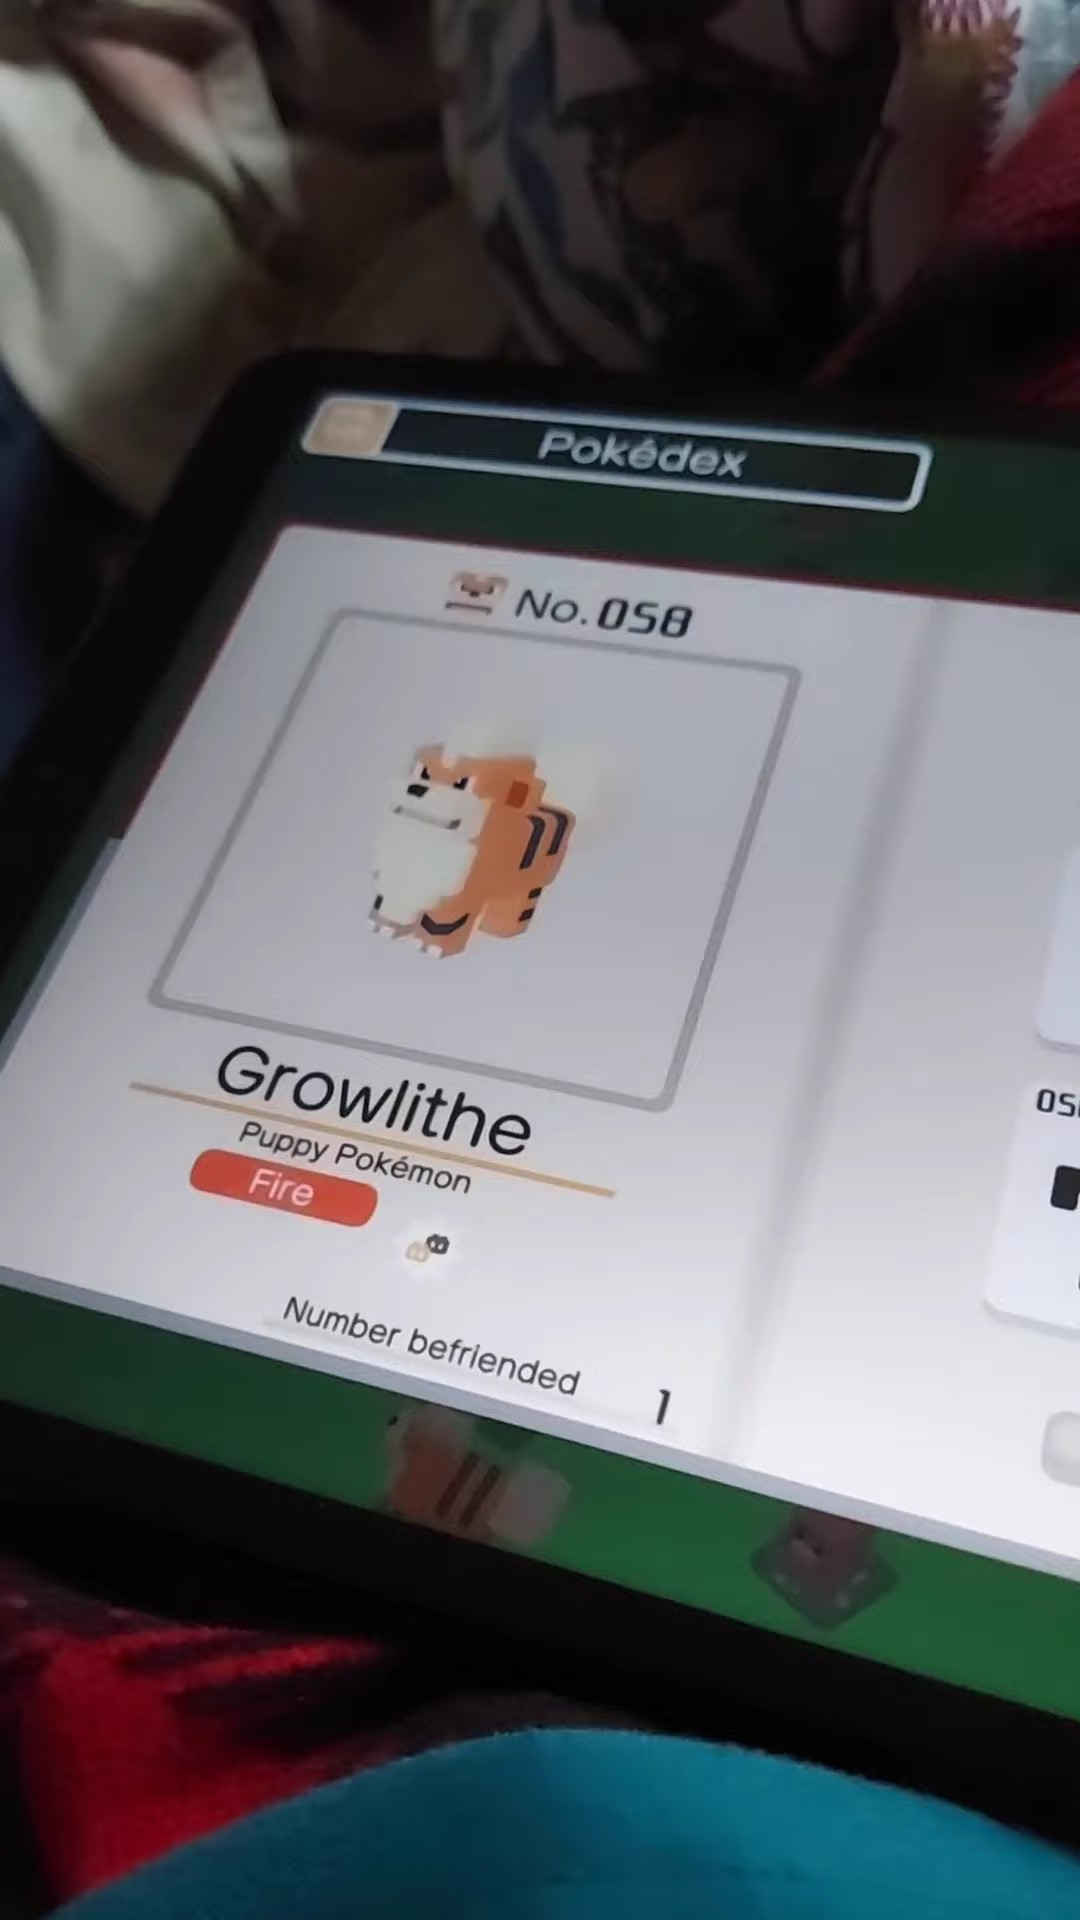 Pokédex
No.058
Growlithe
Puppy Pokémon
Fire
Number befriended 1